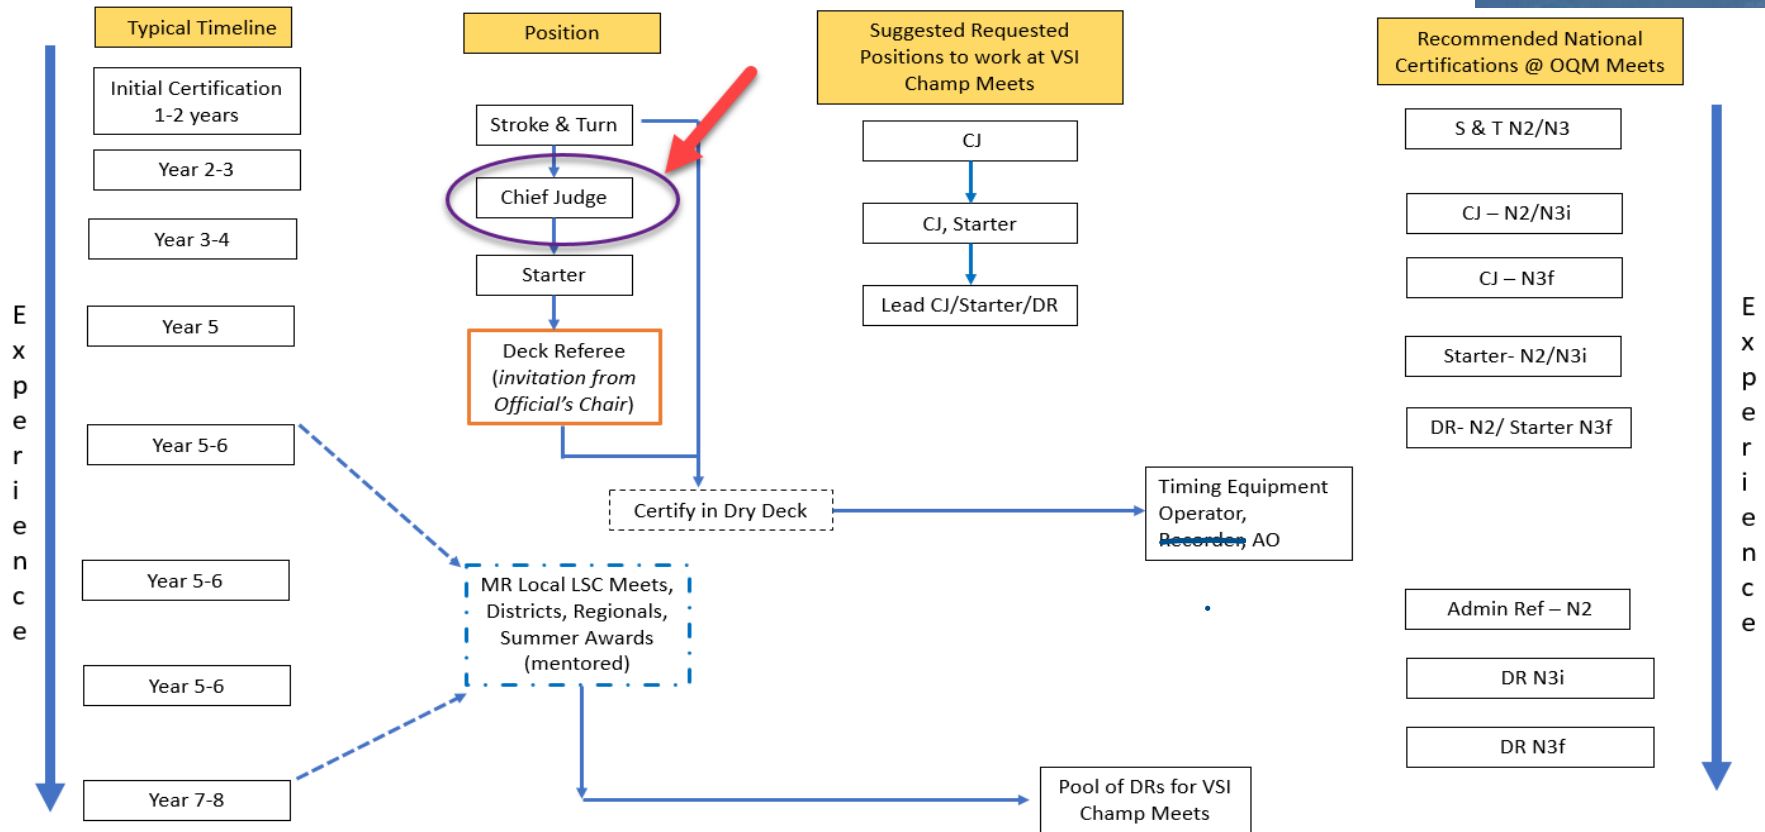 Typical Timeline
Initial Certification
1-2 years
Year 2-3
Year 3-4
Year 5
Year 5-6
Year 5-6
Year 5-6
Year 7-8
Experience
Position
Stroke & Turn
Chief Judge
Starter
Deck Referee
(invitation from
Official's Chair)
Certify in Dry Deck
MR Local LSC Meets,
Districts, Regionals,
Summer Awards
(mentored)
Suggested Requested
Positions to work at VSI
Champ Meets
CJ
CJ, Starter
Lead CJ/Starter/DR
Timing Equipment
Operator,
Recorder, AO
Pool of DRs for VSI
Champ Meets
Recommended National
Certifications @ OQM Meets
S & T N2/N3
CJ – N2/N3i
CJ – N3f
Starter- N2/N3i
DR- N2/ Starter N3f
Admin Ref – N2
DR N3i
DR N3f
Experience